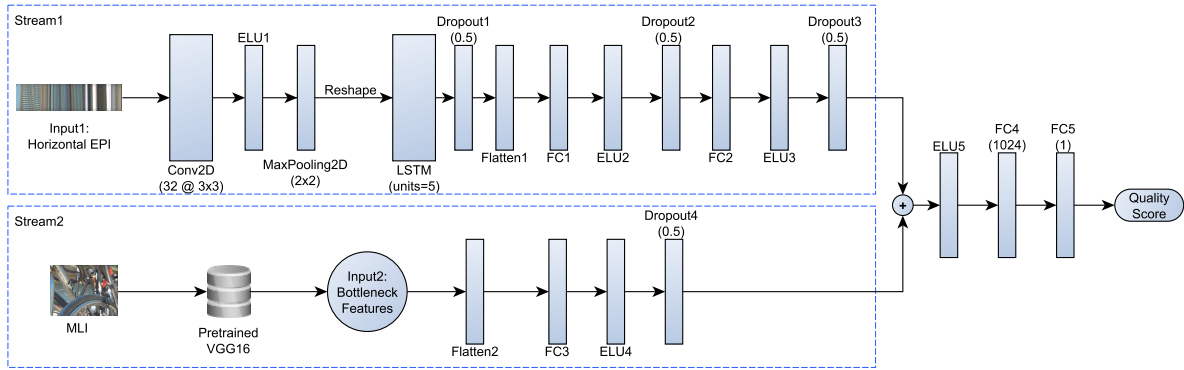 Stream1
Input1:
Horizontal EPI
Conv2D
(32 @ 3x3)
ELU1
MaxPooling2D
(2x2)
Reshape
LSTM
(units=5)
Dropout1
(0.5)
Flatten1
FC1
ELU2
Dropout2
(0.5)
FC2
ELU3
Dropout3
(0.5)
Stream2
MLI
Pretrained
VGG16
Input2:
Bottleneck
Features
Flatten2
FC3
ELU4
Dropout4
(0.5)
+
ELU5
FC4
(1024)
FC5
(1)
Quality
Score